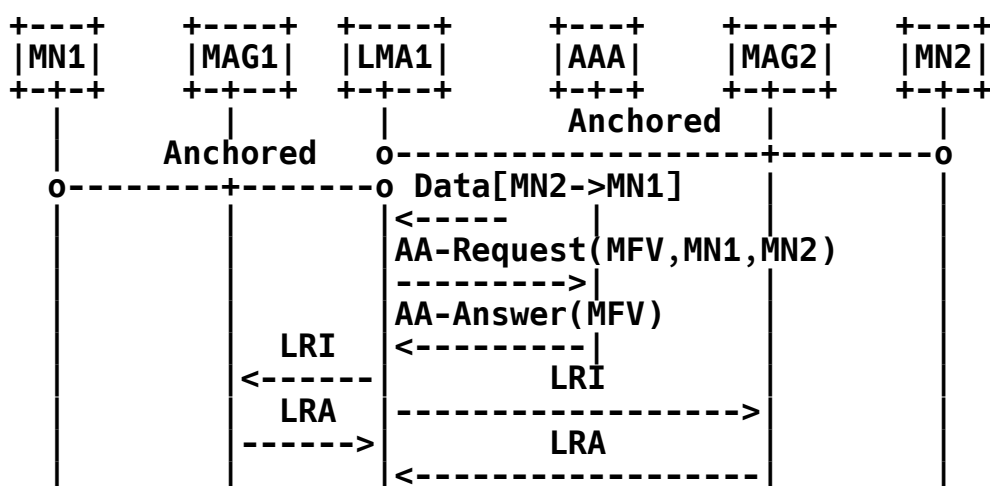 +---+    +----+  +----+     +---+     +----+   +---+
|MN1|    |MAG1|  |LMA1|     |AAA|     |MAG2|   |MN2|
+-+-+    +-+--+  +-+--+     +-+-+     +-+--+   +-+-+
  |        |       |        Anchored  |        |
  |     Anchored   o-------------------+--------o
  o--------+-------o Data[MN2->MN1]   |        |
  |        |       |<-----    |       |        |
  |        |       |AA-Request(MFV,MN1,MN2)    |
  |        |       |--------->|       |        |
  |        |       |AA-Answer(MFV)    |        |
  |        |  LRI  |<---------|       |        |
  |        |<------|        LRI       |        |
  |        |  LRA  |------------------>|        |
  |        |------>|        LRA       |        |
  |        |       |<------------------|        |